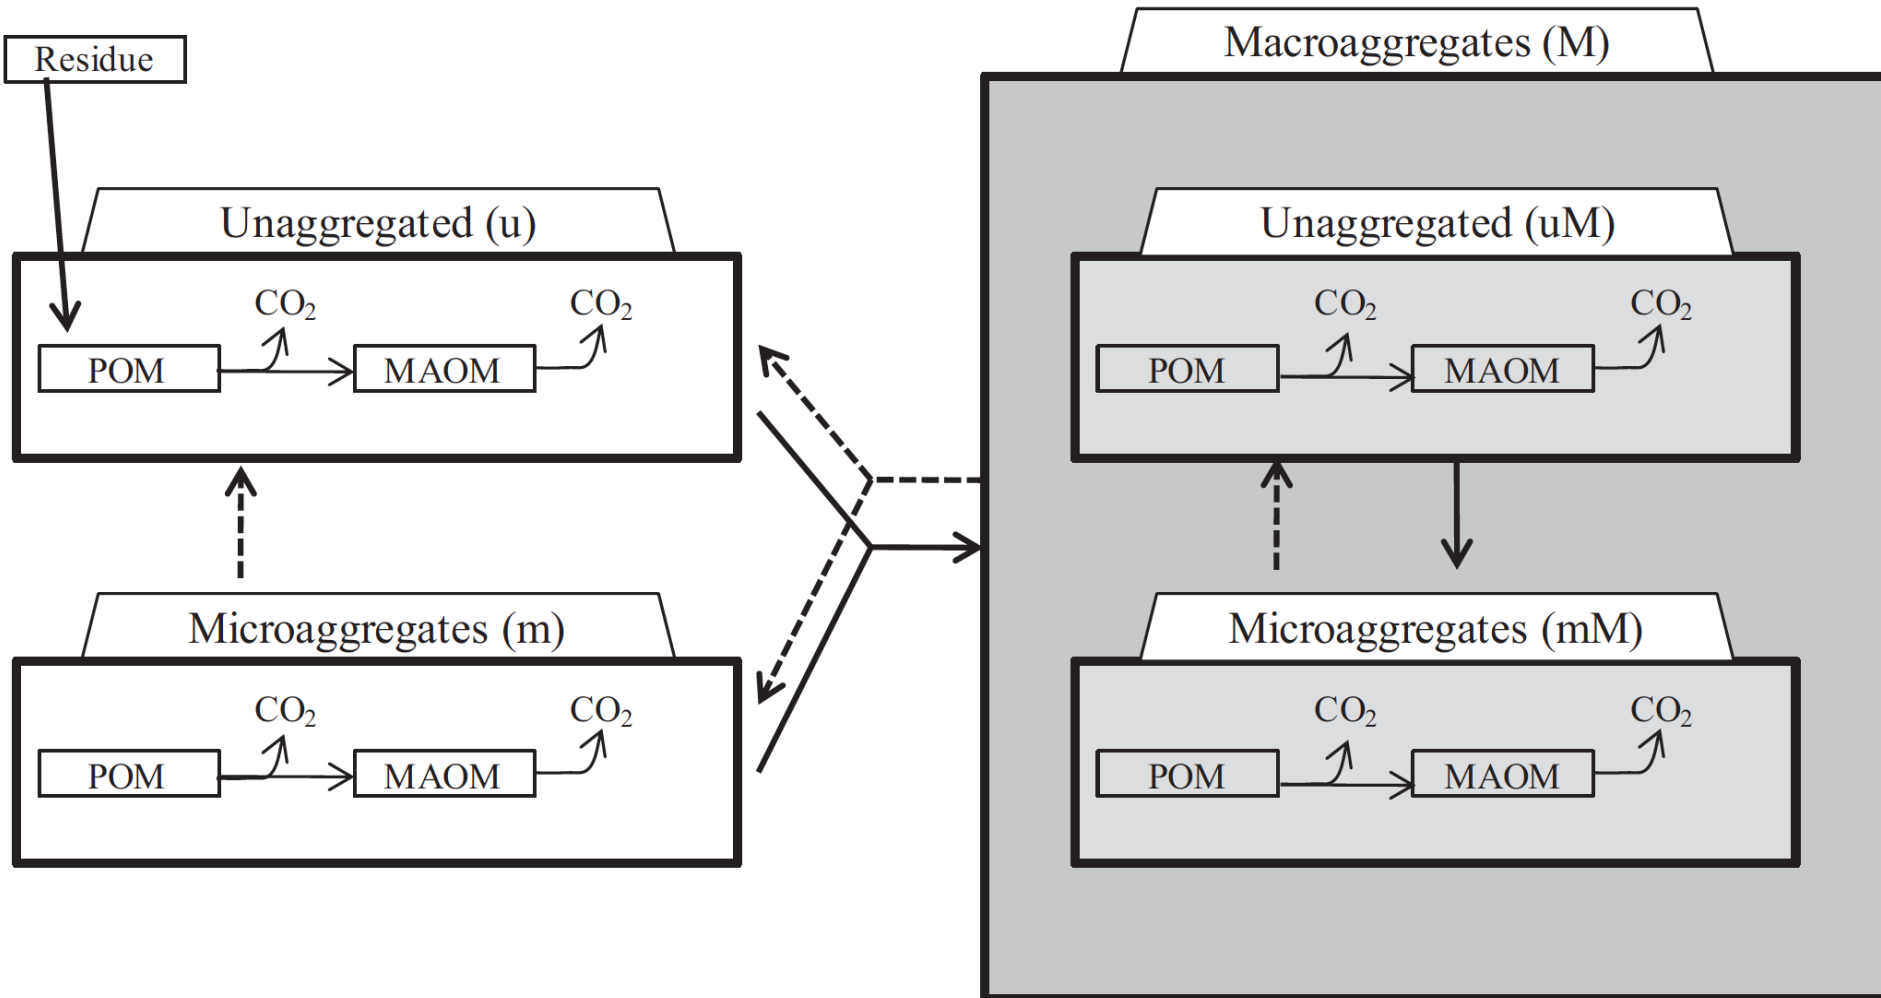 Residue
Macroaggregates (M)
Unaggregated (u)
CO₂
CO₂
POM
MAOM
Unaggregated (uM)
CO₂
CO₂
POM
MAOM
Microaggregates (m)
CO₂
CO₂
POM
MAOM
Microaggregates (mM)
CO₂
CO₂
POM
MAOM